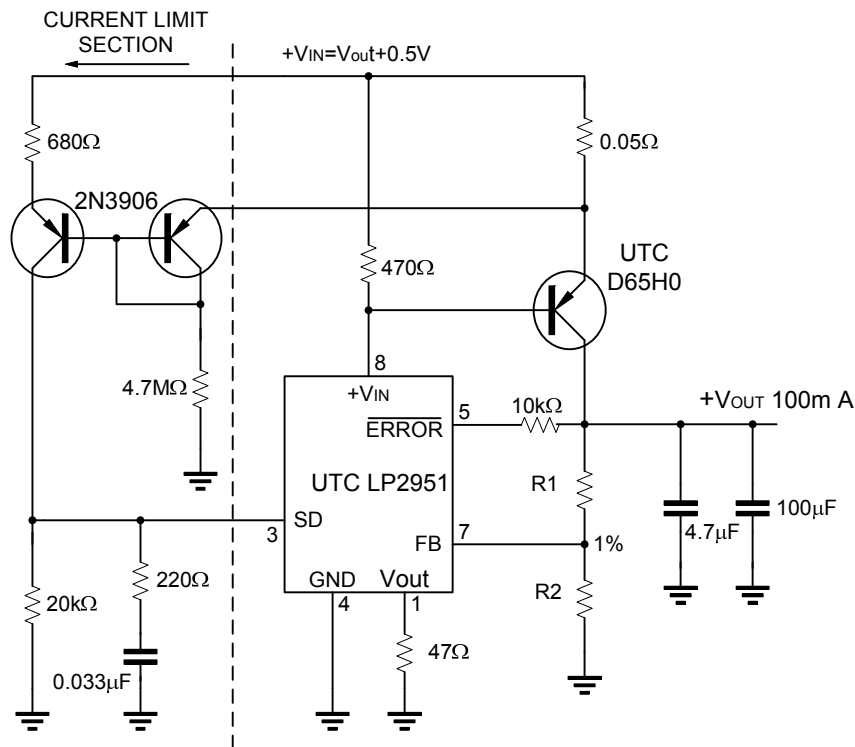 CURRENT LIMIT
SECTION
+VIN=Vout+0.5V
680Ω
0.05Ω
2N3906
470Ω
UTC
D65H0
8
4.7MΩ
+VIN
5
10kΩ
+VOUT 100m A
ERROR
UTC LP2951
R1
3
SD
7
FB
1%
4.7μF
100μF
220Ω
20kΩ
GND
Vout
R2
4
1
0.033μF
47Ω